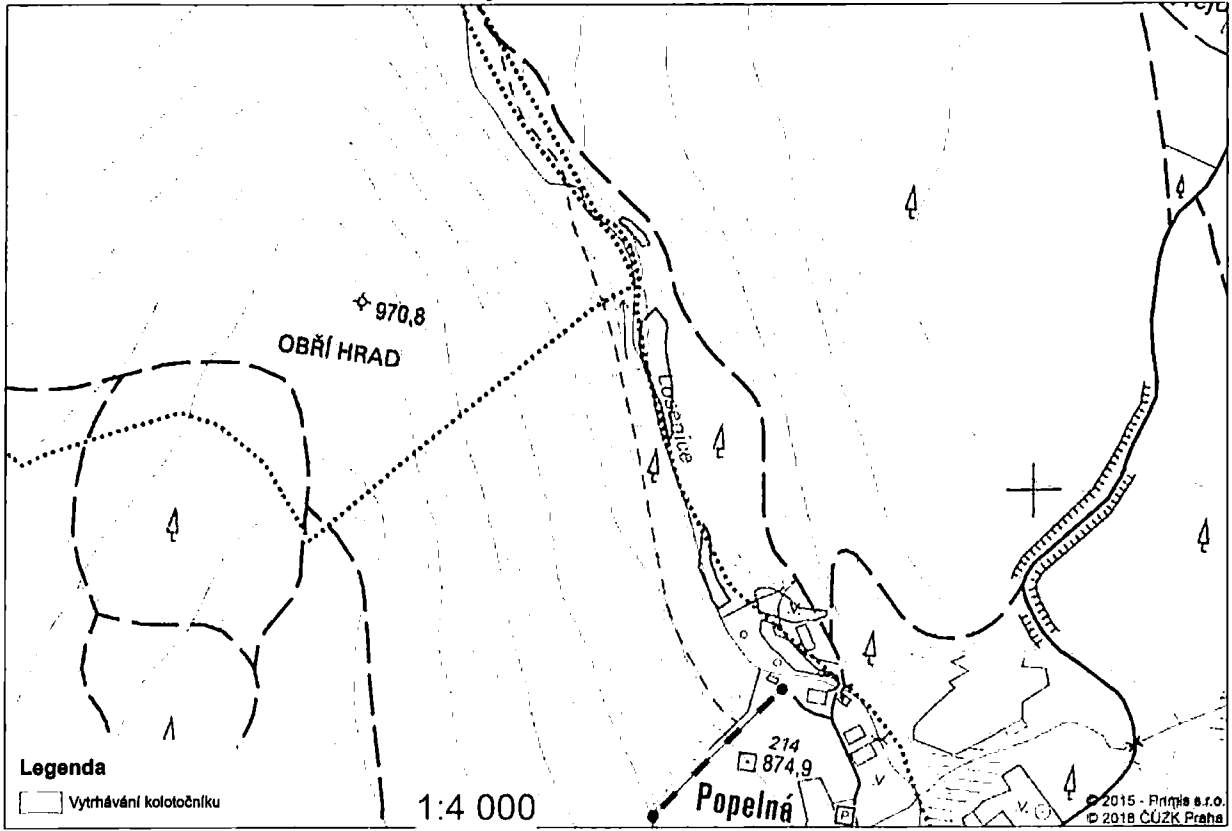 970,8
OBŘÍ HRAD
Losenice
214
874,9
Popelná
V
V
V
P
Legenda
Vytrhávání kolotočníku
1:4 000
© 2015 - Primis s.r.o.
© 2018 ČÚZK Praha